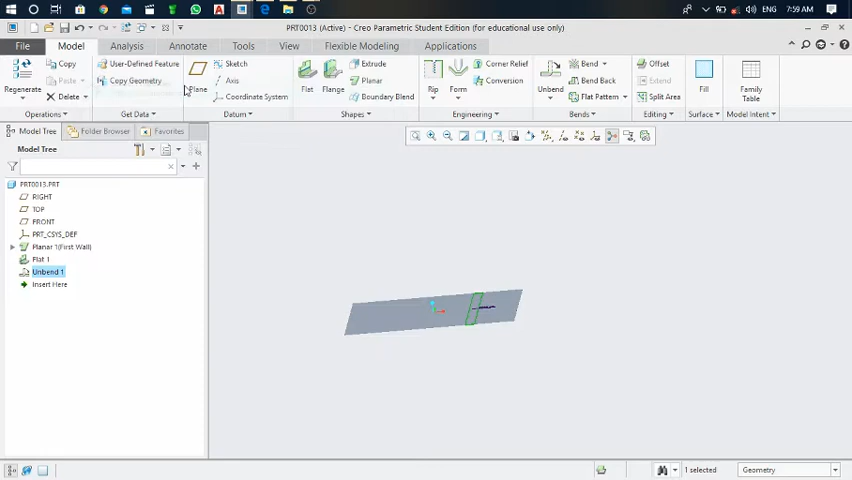 ENG 7:59 AM
PRT0013 (Active) - Creo Parametric Student Edition (for educational use only)
File Model Analysis Annotate Tools View Flexible Modeling Applications
Regenerate
Copy
Paste
Delete
User-Defined Feature
Copy Geometry
Plane
Sketch
Axis
Coordinate System
Flat
Flange
Extrude
Planar
Boundary Blend
Rip
Form
Corner Relief
Conversion
Unbend
Bend
Bend Back
Flat Pattern
Offset
Split Area
Fill
Family
Table
Operations Get Data Datum Shapes Engineering Bends Editing Surface Model Intent
Model Tree Folder Browser Favorites
Model Tree
PRT0013.PRT
RIGHT
TOP
FRONT
PRT_CSYS_DEF
Planar 1(First Wall)
Flat 1
Unbend 1
Insert Here
1 selected Geometry